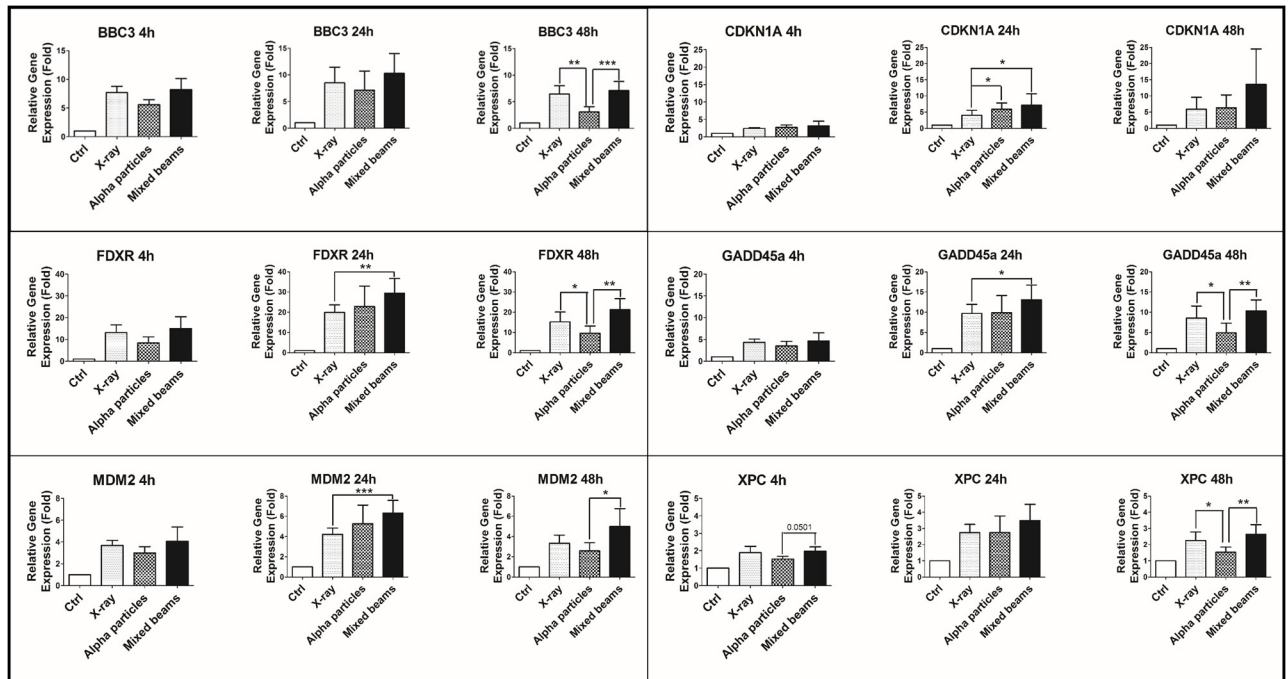 BBC3 4h
Relative Gene
Expression (Fold)
15
10
5
0
Ctrl
X-ray
Alpha particles
Mixed beams
BBC3 24h
Relative Gene
Expression (Fold)
15
10
5
0
Ctrl
X-ray
Alpha particles
Mixed beams
BBC3 48h
Relative Gene
Expression (Fold)
15
10
5
0
**
***
Ctrl
X-ray
Alpha particles
Mixed beams
CDKN1A 4h
Relative Gene
Expression (Fold)
25
20
15
10
5
0
Ctrl
X-ray
Alpha particles
Mixed beams
CDKN1A 24h
Relative Gene
Expression (Fold)
25
20
15
10
5
0
*
*
Ctrl
X-ray
Alpha particles
Mixed beams
CDKN1A 48h
Relative Gene
Expression (Fold)
25
20
15
10
5
0
Ctrl
X-ray
Alpha particles
Mixed beams
FDXR 4h
Relative Gene
Expression (Fold)
40
30
20
10
0
Ctrl
X-ray
Alpha particles
Mixed beams
FDXR 24h
Relative Gene
Expression (Fold)
40
30
20
10
0
**
Ctrl
X-ray
Alpha particles
Mixed beams
FDXR 48h
Relative Gene
Expression (Fold)
40
30
20
10
0
*
**
Ctrl
X-ray
Alpha particles
Mixed beams
GADD45a 4h
Relative Gene
Expression (Fold)
20
15
10
5
0
Ctrl
X-ray
Alpha particles
Mixed beams
GADD45a 24h
Relative Gene
Expression (Fold)
20
15
10
5
0
*
Ctrl
X-ray
Alpha particles
Mixed beams
GADD45a 48h
Relative Gene
Expression (Fold)
20
15
10
5
0
*
**
Ctrl
X-ray
Alpha particles
Mixed beams
MDM2 4h
Relative Gene
Expression (Fold)
8
6
4
2
0
Ctrl
X-ray
Alpha particles
Mixed beams
MDM2 24h
Relative Gene
Expression (Fold)
8
6
4
2
0
***
Ctrl
X-ray
Alpha particles
Mixed beams
MDM2 48h
Relative Gene
Expression (Fold)
8
6
4
2
0
*
Ctrl
X-ray
Alpha particles
Mixed beams
XPC 4h
Relative Gene
Expression (Fold)
5
4
3
2
1
0
0.0501
Ctrl
X-ray
Alpha particles
Mixed beams
XPC 24h
Relative Gene
Expression (Fold)
5
4
3
2
1
0
Ctrl
X-ray
Alpha particles
Mixed beams
XPC 48h
Relative Gene
Expression (Fold)
5
4
3
2
1
0
*
**
Ctrl
X-ray
Alpha particles
Mixed beams